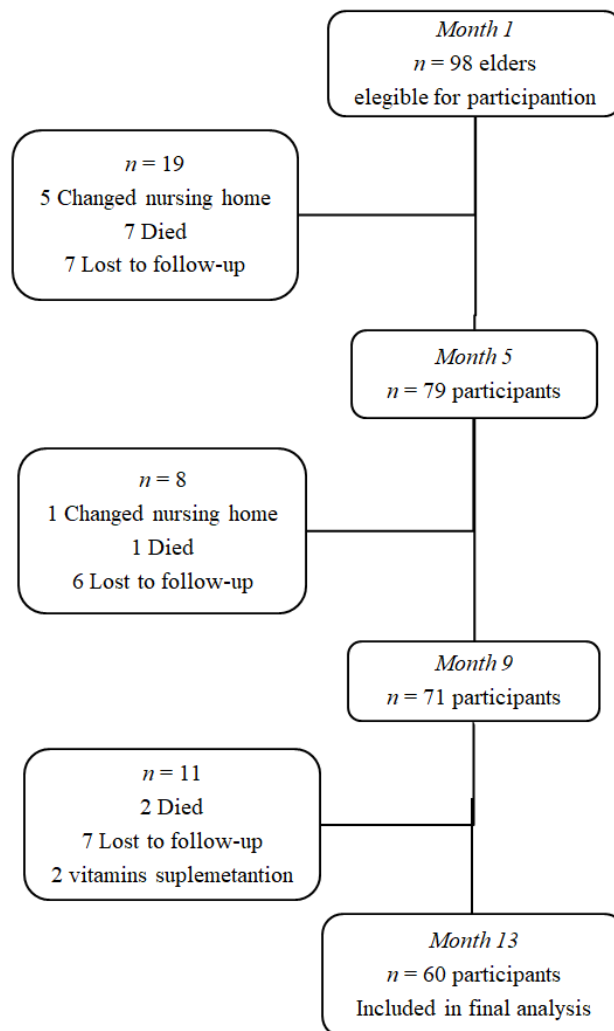 Month 1
n = 98 elders
elegible for participantion
n = 19
5 Changed nursing home
7 Died
7 Lost to follow-up
Month 5
n = 79 participants
n = 8
1 Changed nursing home
1 Died
6 Lost to follow-up
Month 9
n = 71 participants
n = 11
2 Died
7 Lost to follow-up
2 vitamins suplemetantion
Month 13
n = 60 participants
Included in final analysis